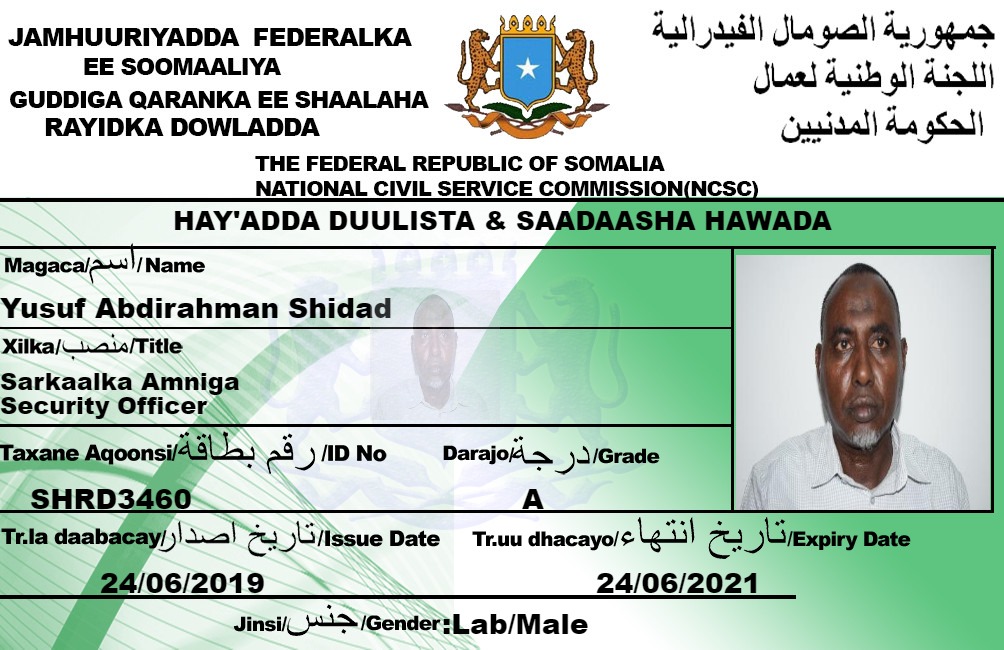 JAMHUURIYADDA FEDERALKA
EE SOOMAALIYA
GUDDIGA QARANKA EE SHAALAHA
RAYIDKA DOWLADDA
جمهورية الصومال الفيدرالية
اللجنة الوطنية لعمال
الحكومة المدنيين
THE FEDERAL REPUBLIC OF SOMALIA
NATIONAL CIVIL SERVICE COMMISSION(NCSC)
HAY'ADDA DUULISTA & SAADAASHA HAWADA
Magaca/اسم/Name
Yusuf Abdirahman Shidad
Xilka/منصب/Title
Sarkaalka Amniga
Security Officer
Taxane Aqoonsi/رقم بطاقة/ID No
SHRD3460
Darajo/درجة/Grade
A
Tr.la daabacay/تاريخ اصدار/Issue Date
24/06/2019
Tr.uu dhacayo/تاريخ انتهاء/Expiry Date
24/06/2021
Jinsi/جنس/Gender:Lab/Male